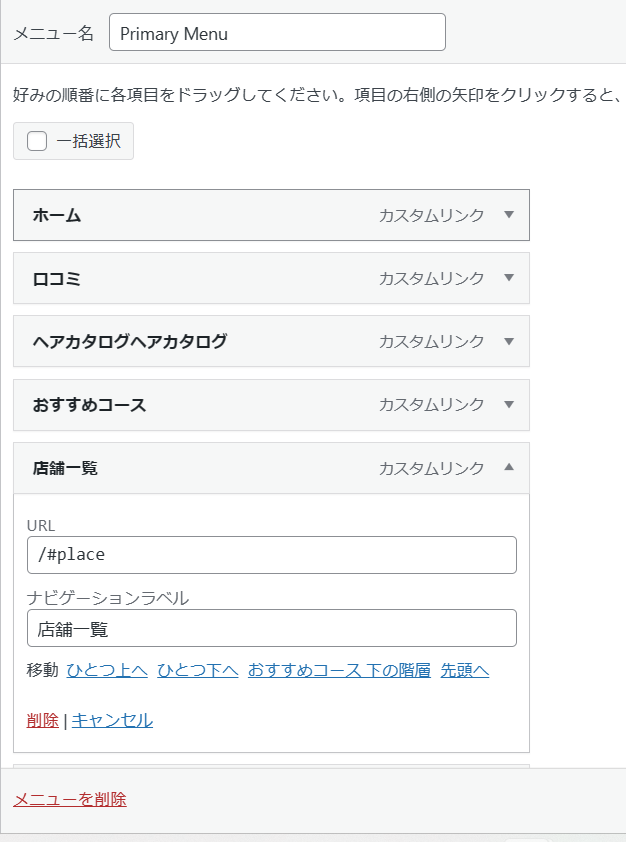 メニュー名 Primary Menu
好みの順番に各項目をドラッグしてください。項目の右側の矢印をクリックすると、
一括選択
ホーム カスタムリンク ▼
口コミ カスタムリンク ▼
ヘアカタログヘアカタログ カスタムリンク ▼
おすすめコース カスタムリンク ▼
店舗一覧 カスタムリンク ▲
URL
/#place
ナビゲーションラベル
店舗一覧
移動 ひとつ上へ ひとつ下へ おすすめコース 下の階層 先頭へ
削除 | キャンセル
メニューを削除